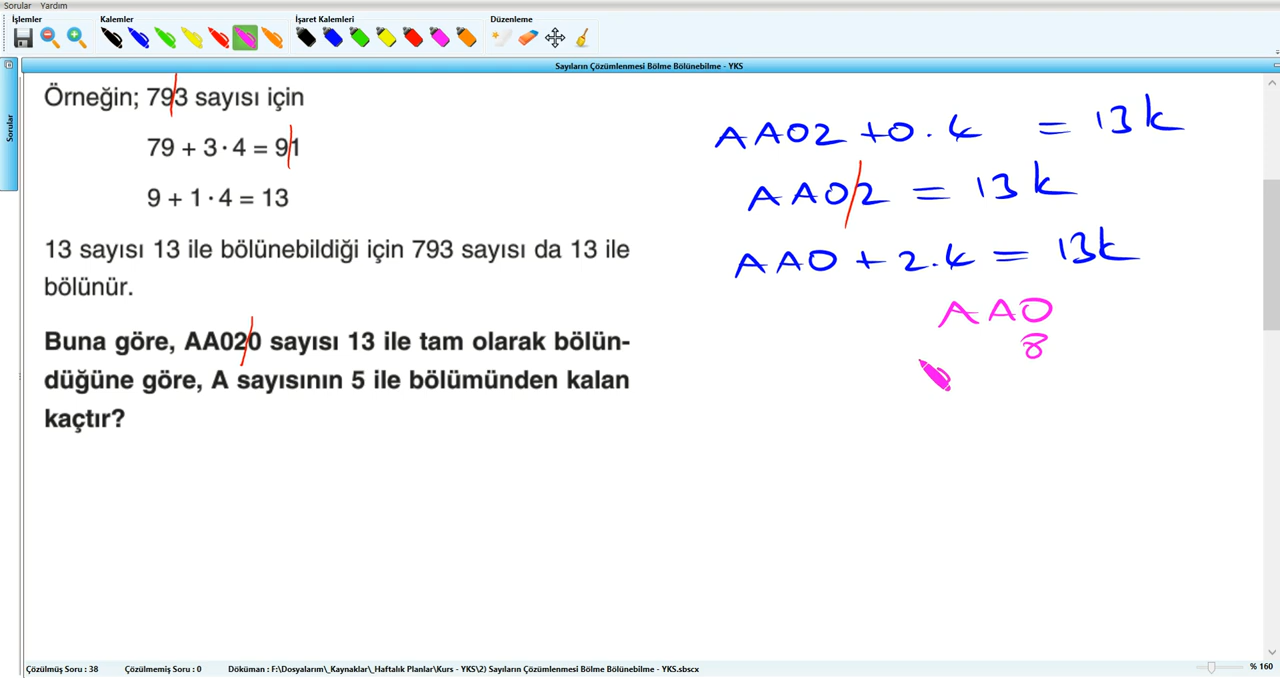 Sorular Yardım
İşlemler Kalemler İşaret Kalemleri Düzenleme
Sayıların Çözümlenmesi Bölme Bölünebilme - YKS
Sorular
Örneğin; 793 sayısı için
79 + 3 · 4 = 91
9 + 1 · 4 = 13
13 sayısı 13 ile bölünebildiği için 793 sayısı da 13 ile
bölünür.
Buna göre, AA020 sayısı 13 ile tam olarak bölün-
düğüne göre, A sayısının 5 ile bölümünden kalan
kaçtır?
AA02 + 0 . 4 = 13k
AA02 = 13k
AA0 + 2.4 = 13k
AA0
8
Çözülmüş Soru : 38 Çözülmemiş Soru : 0 Döküman : F:\Dosyalarım\_Kaynaklar\_Haftalık Planlar\Kurs - YKS\2) Sayıların Çözümlenmesi Bölme Bölünebilme - YKS.sbscx % 160